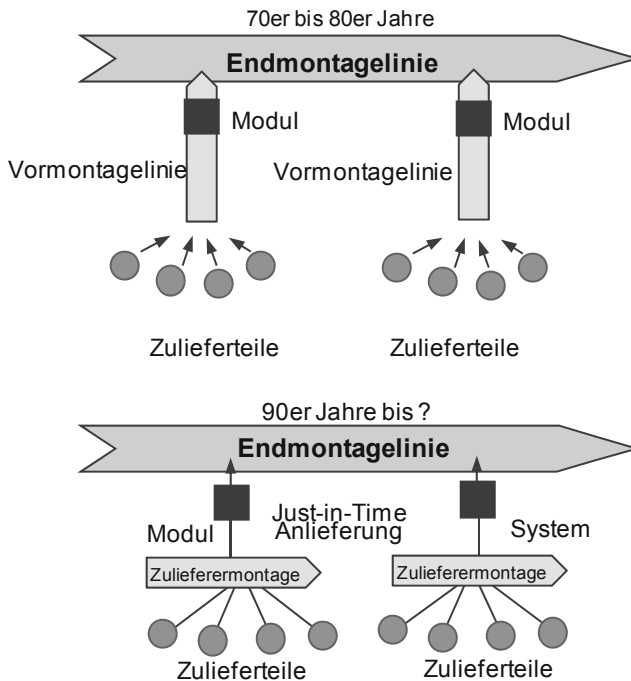 70er bis 80er Jahre
Endmontagelinie
Modul
Modul
Vormontagelinie
Vormontagelinie
Zulieferteile
Zulieferteile
90er Jahre bis ?
Endmontagelinie
Modul
Just-in-Time
Anlieferung
System
Zulieferermontage
Zulieferermontage
Zulieferteile
Zulieferteile